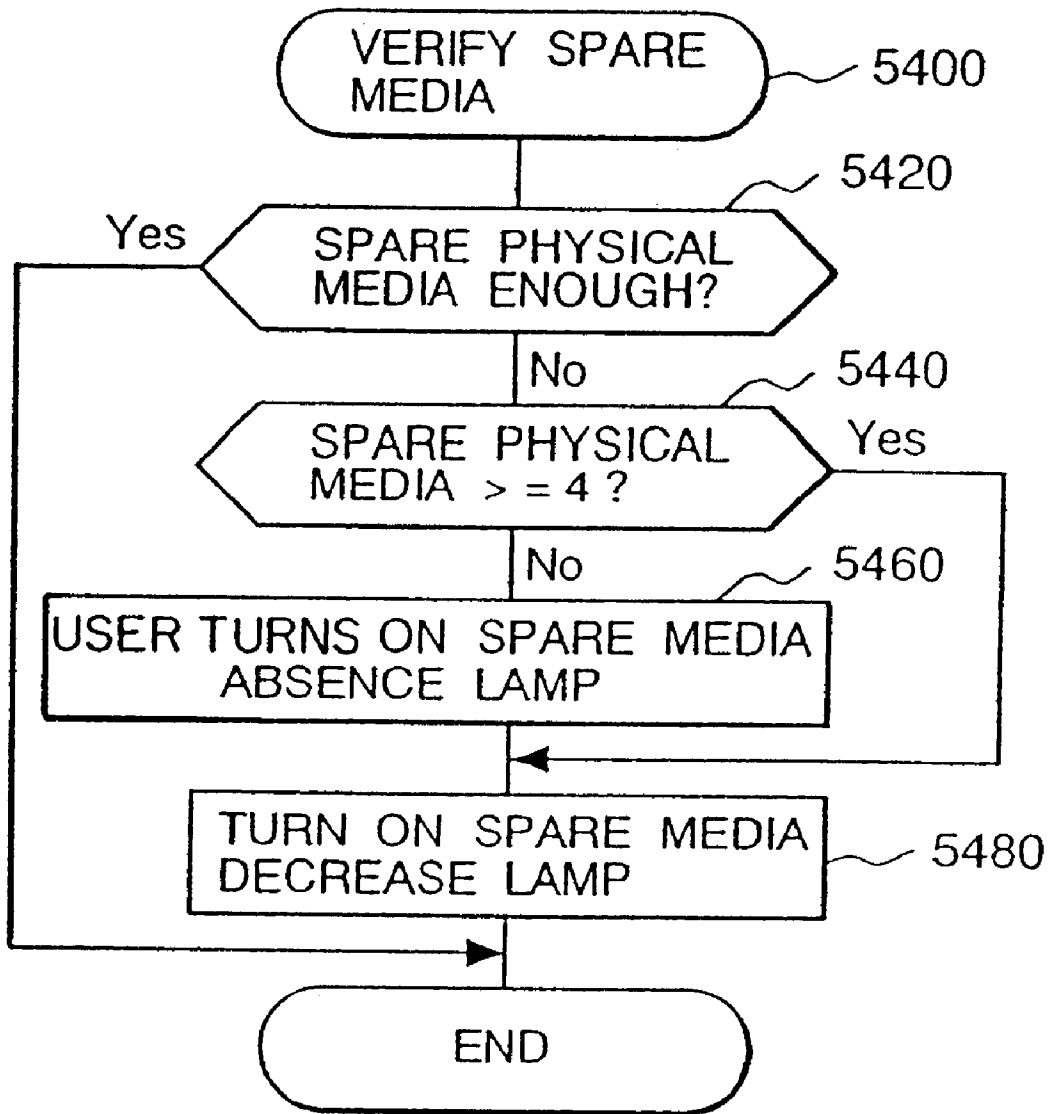 VERIFY SPARE
MEDIA
5400
5420
Yes
SPARE PHYSICAL
MEDIA ENOUGH?
No
5440
SPARE PHYSICAL
MEDIA > = 4 ?
Yes
No
5460
USER TURNS ON SPARE MEDIA
ABSENCE LAMP
TURN ON SPARE MEDIA
DECREASE LAMP
5480
END